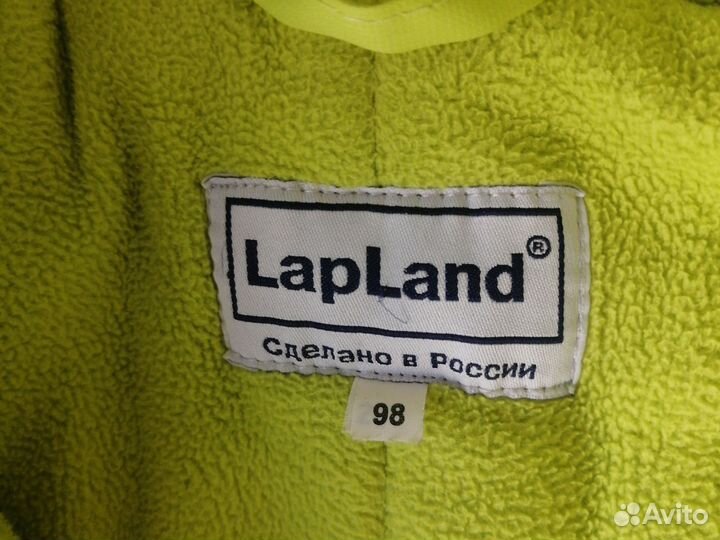 LapLand®
Сделано в России
98
Avito